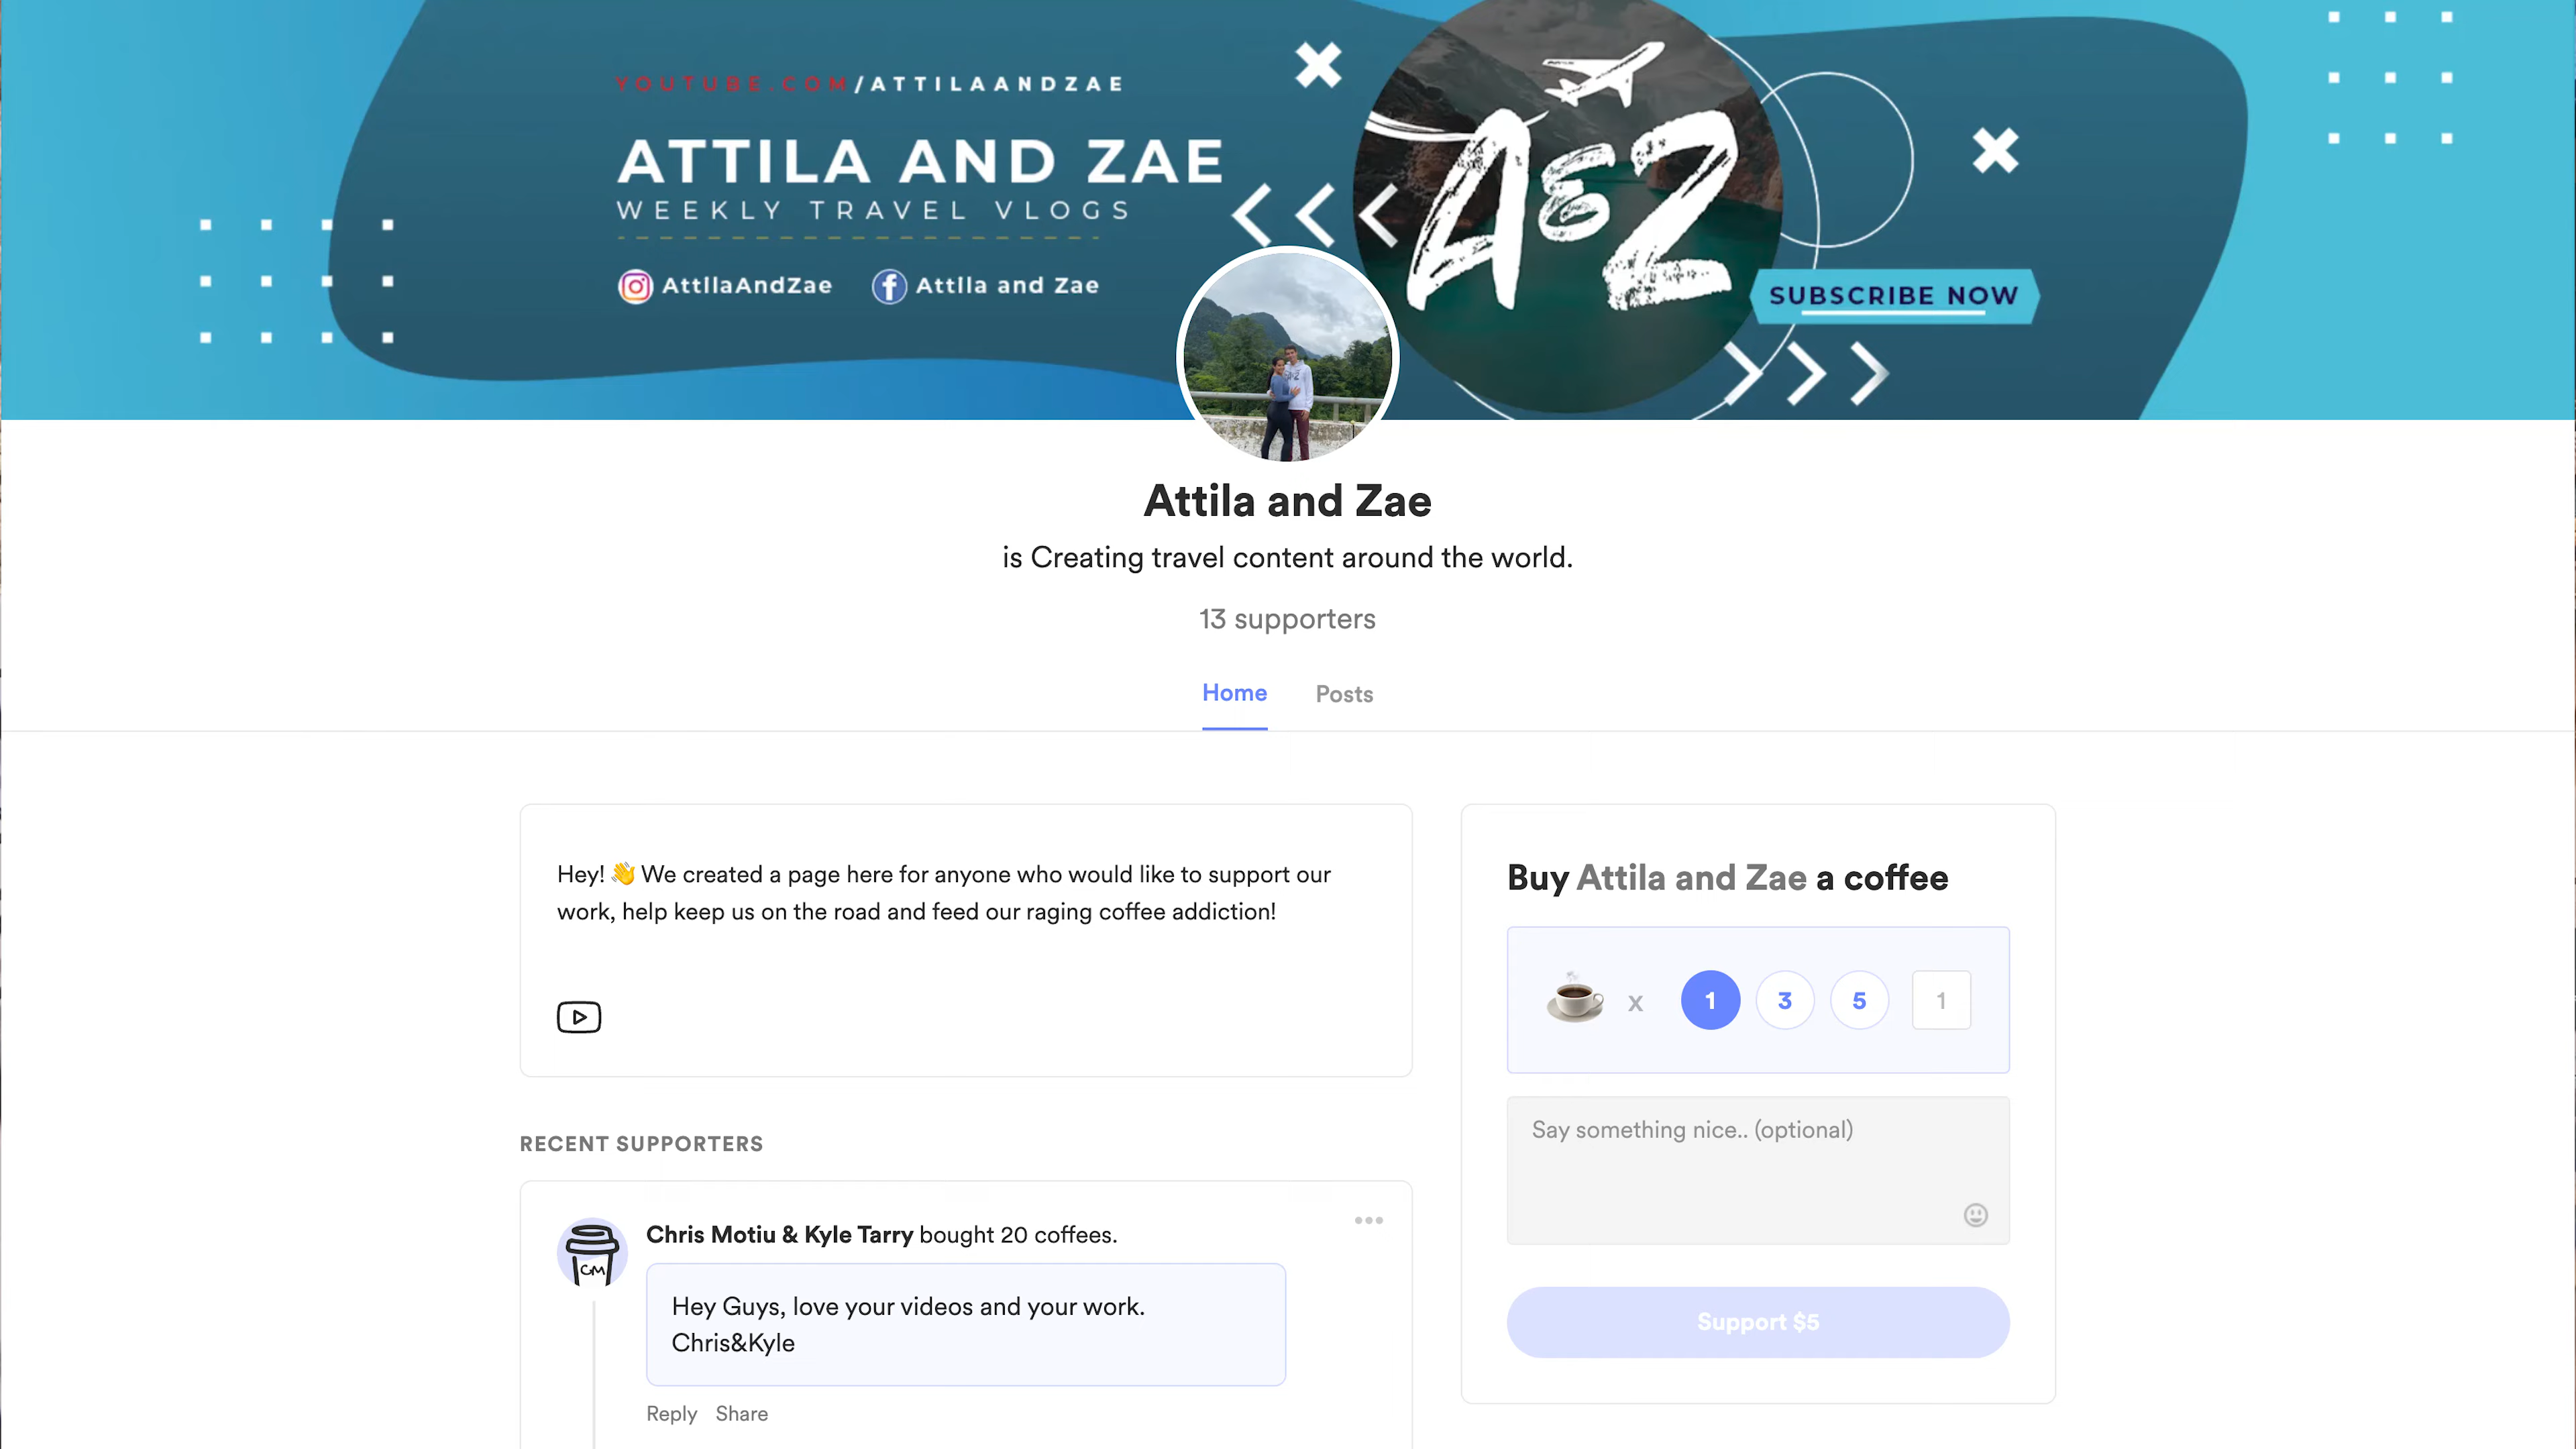 YOUTUBE.COM/ATTILAANDZAE
ATTILA AND ZAE
WEEKLY TRAVEL VLOGS
AttilaAndZae
Attila and Zae
A&Z
SUBSCRIBE NOW
Attila and Zae
is Creating travel content around the world.
13 supporters
Home
Posts
Hey! 👋 We created a page here for anyone who would like to support our
work, help keep us on the road and feed our raging coffee addiction!
RECENT SUPPORTERS
Chris Motiu & Kyle Tarry bought 20 coffees.
CM
Hey Guys, love your videos and your work.
Chris&Kyle
Reply Share
Buy Attila and Zae a coffee
x 1 3 5 1
Say something nice.. (optional)
Support $5